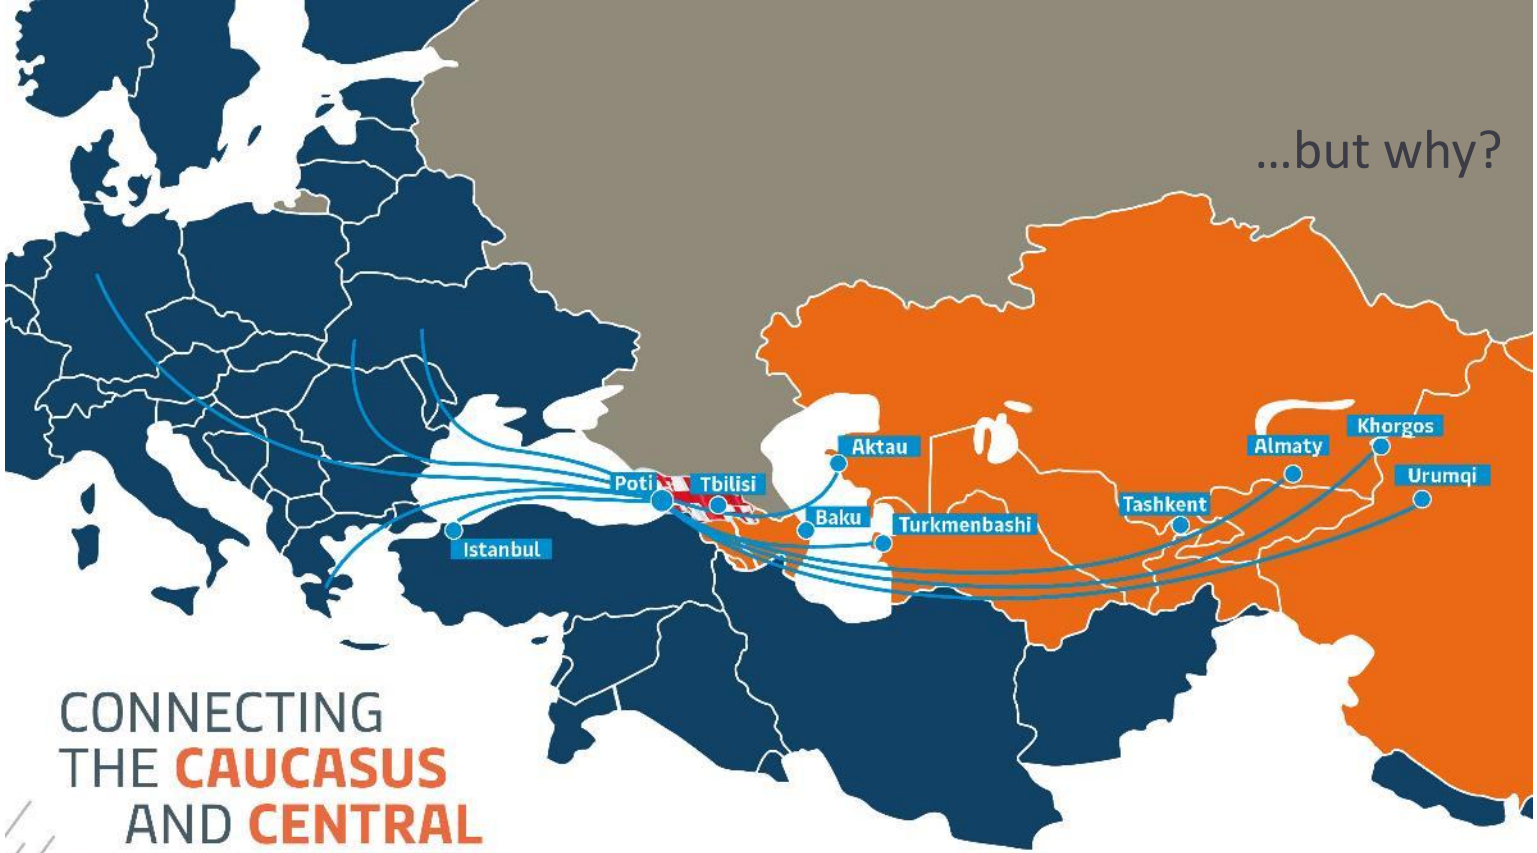 ...but why?
Khorgos
Aktau
Almaty
Urumqi
Poti
Tbilisi
Tashkent
Baku
Turkmenbashi
Istanbul
CONNECTING
THE CAUCASUS
AND CENTRAL